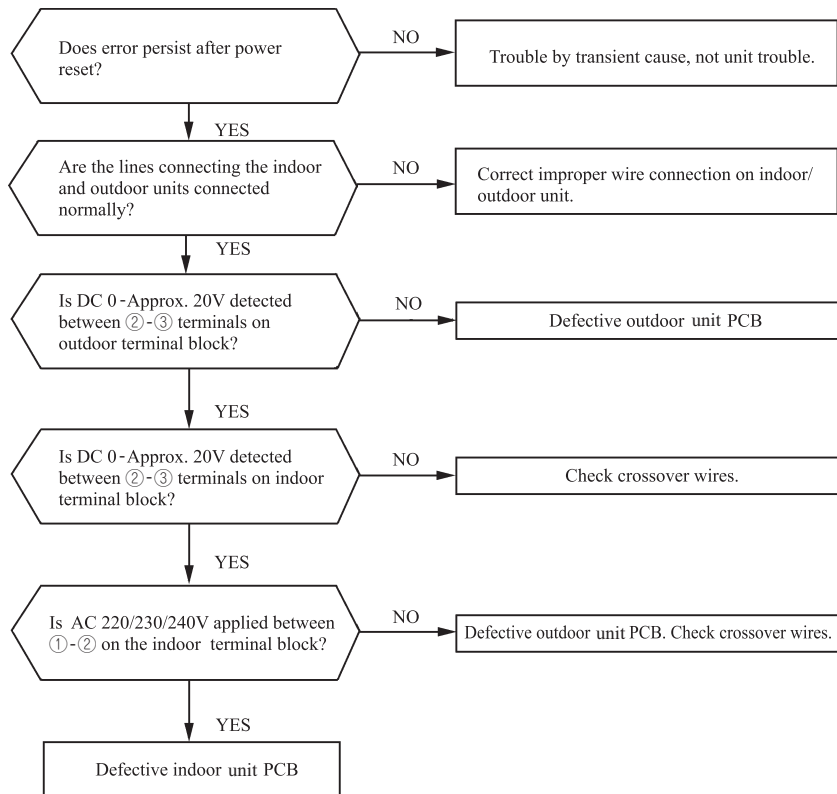 Does error persist after power
reset?
NO
Trouble by transient cause, not unit trouble.
YES
Are the lines connecting the indoor
and outdoor units connected
normally?
NO
Correct improper wire connection on indoor/
outdoor unit.
YES
Is DC 0-Approx. 20V detected
between ②-③ terminals on
outdoor terminal block?
NO
Defective outdoor unit PCB
YES
Is DC 0-Approx. 20V detected
between ②-③ terminals on indoor
terminal block?
NO
Check crossover wires.
YES
Is AC 220/230/240V applied between
①-② on the indoor terminal block?
NO
Defective outdoor unit PCB. Check crossover wires.
YES
Defective indoor unit PCB